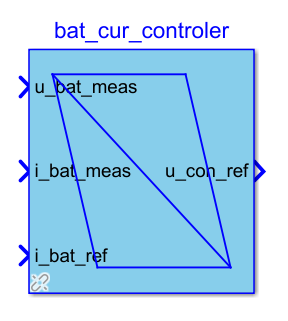 bat_cur_controler
u_bat_meas
i_bat_meas u_con_ref
i_bat_ref